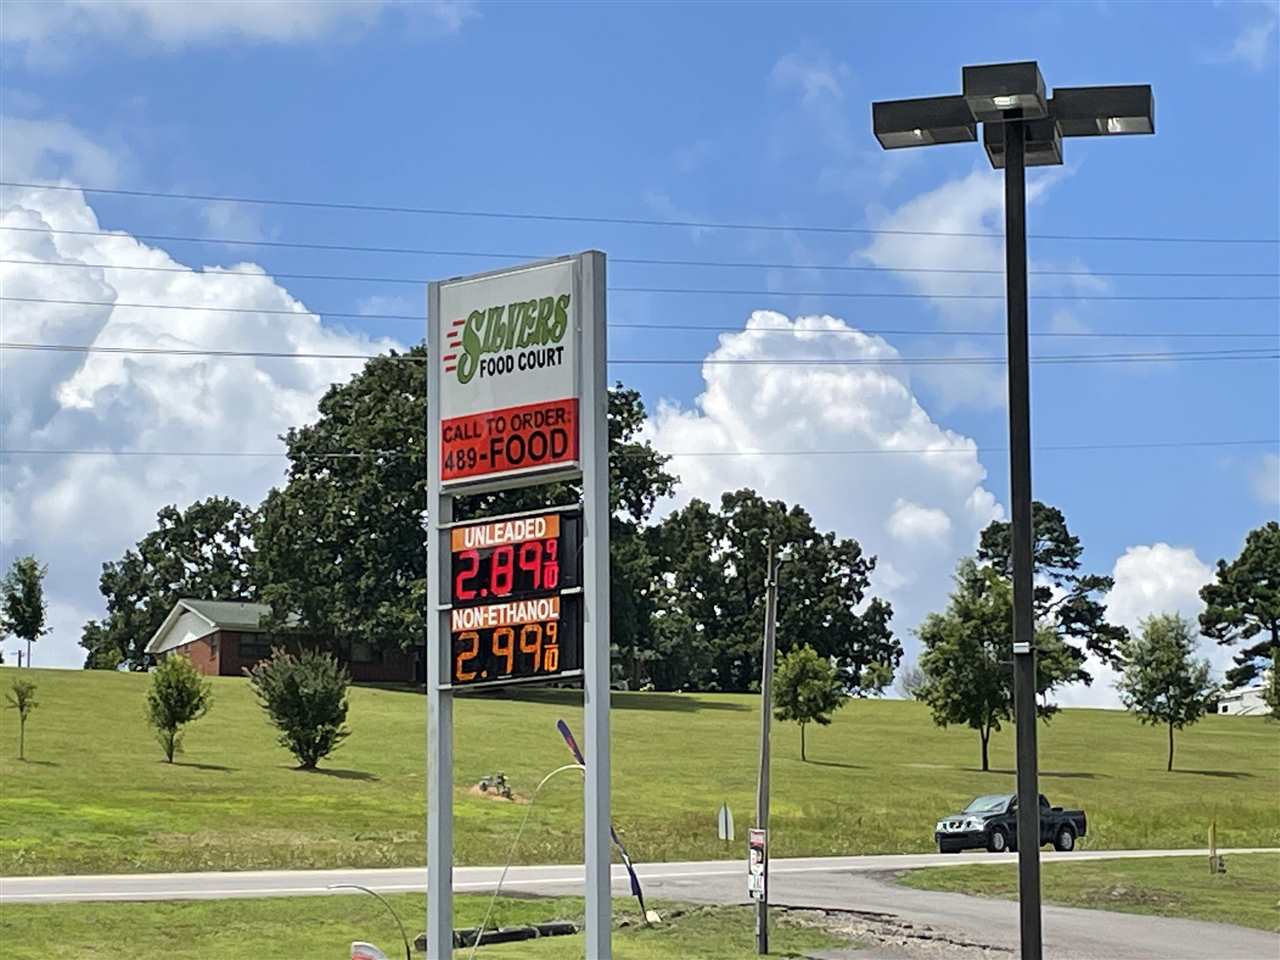 SILVERS
FOOD COURT
CALL TO ORDER:
489-FOOD
UNLEADED
2.89 9/10
NON-ETHANOL
2.99 9/10